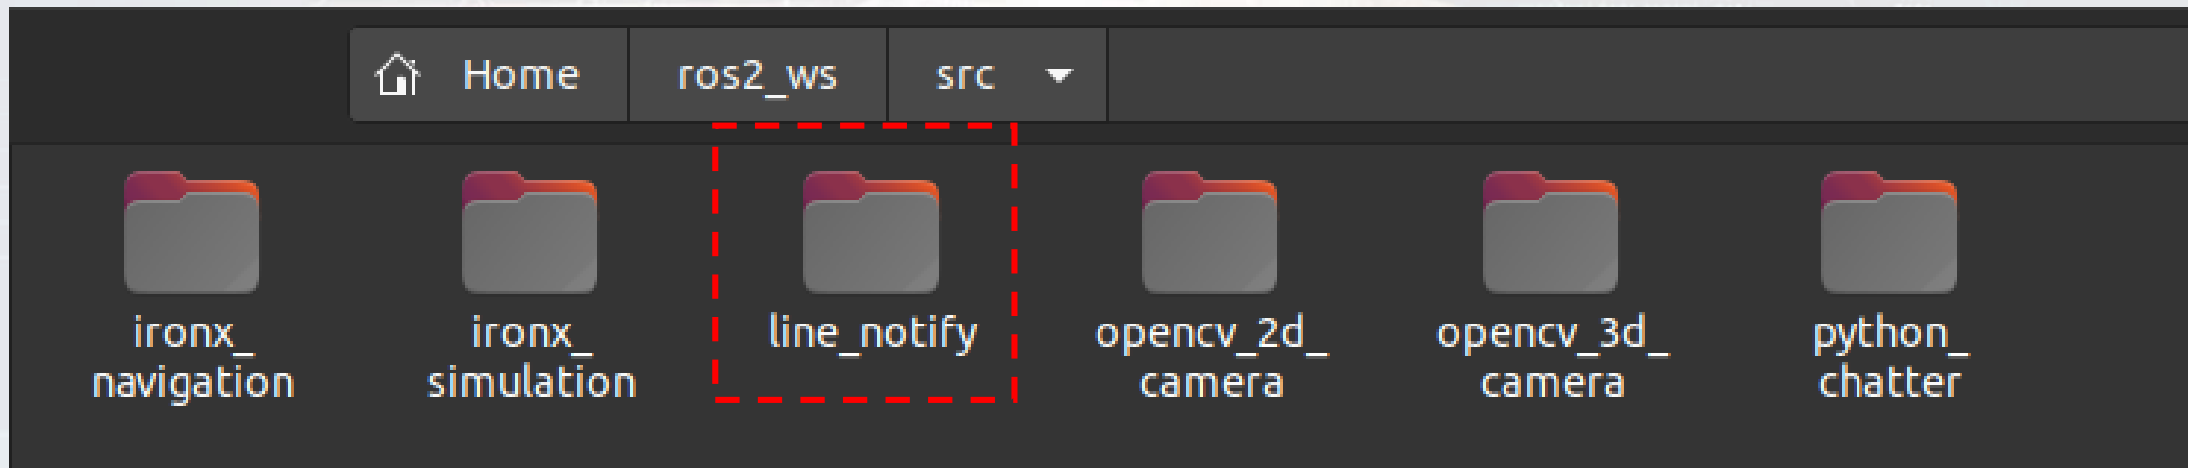 Home ros2_ws src
ironx_
navigation
ironx_
simulation
line_notify
opencv_2d_
camera
opencv_3d_
camera
python_
chatter